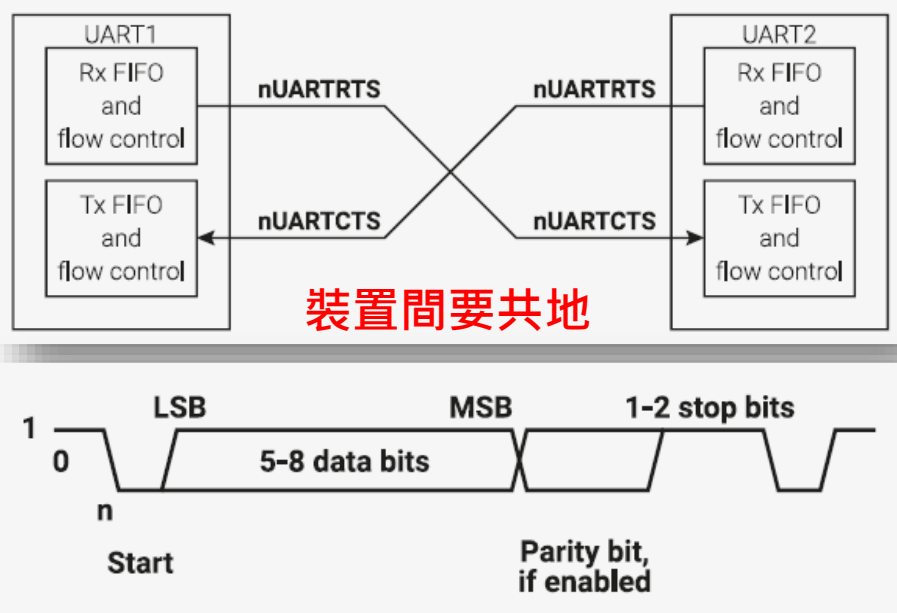 UART1
Rx FIFO
and
flow control
Tx FIFO
and
flow control
nUARTRTS
nUARTRTS
nUARTCTS
nUARTCTS
UART2
Rx FIFO
and
flow control
Tx FIFO
and
flow control
裝置間要共地
LSB
MSB
1-2 stop bits
1
0
5-8 data bits
n
Start
Parity bit,
if enabled